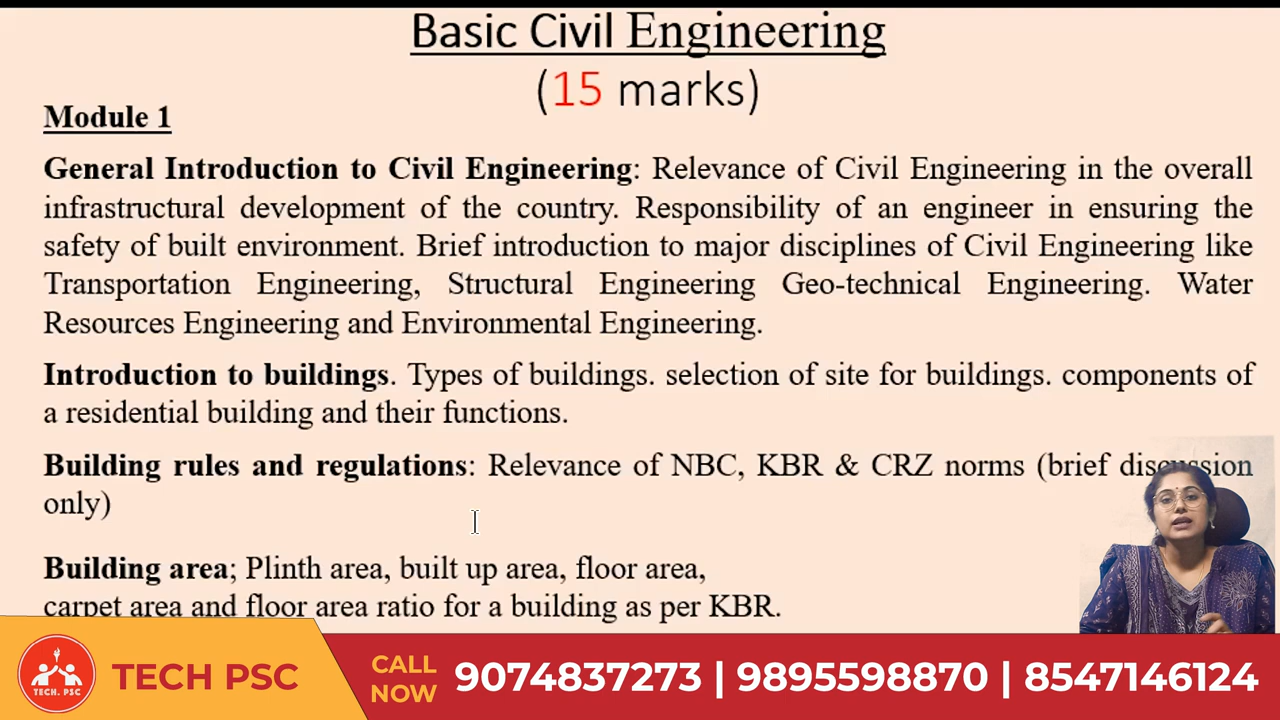 Basic Civil Engineering
(15 marks)
Module 1
General Introduction to Civil Engineering: Relevance of Civil Engineering in the overall
infrastructural development of the country. Responsibility of an engineer in ensuring the
safety of built environment. Brief introduction to major disciplines of Civil Engineering like
Transportation Engineering, Structural Engineering Geo-technical Engineering. Water
Resources Engineering and Environmental Engineering.
Introduction to buildings. Types of buildings. selection of site for buildings. components of
a residential building and their functions.
Building rules and regulations: Relevance of NBC, KBR & CRZ norms (brief discussion
only)
Building area; Plinth area, built up area, floor area,
carpet area and floor area ratio for a building as per KBR.
TECH. PSC
TECH PSC
CALL
NOW
9074837273 | 9895598870 | 8547146124